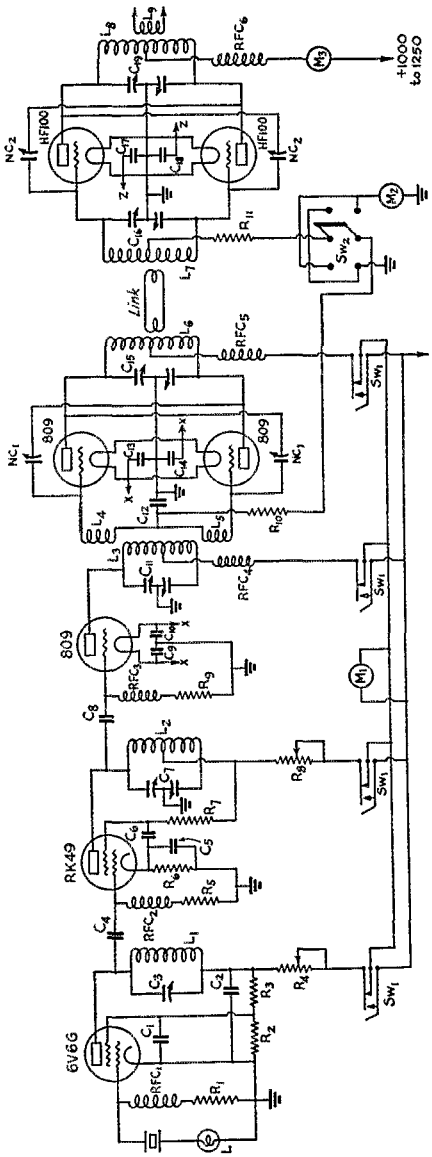 6V6G
C1
RFC1
R1
L
R2
R3
C2
C3
L1
R4
Sw1
C4
RK49
RFC2
R5
R6
C5
C6
R7
C7
L2
R8
Sw1
C8
809
RFC3
R9
C9
C10
X
X
L3
C11
RFC4
M1
Sw1
NC1
809
L4
L5
C12
C13
C14
X
X
809
NC1
R10
C15
L6
RFC5
Sw1
Link
L7
C16
R11
Sw2
M2
NC2
HF100
C17
C18
Z
Z
HF100
NC2
C19
L8
L9
RFC6
M3
+1000
to 1250